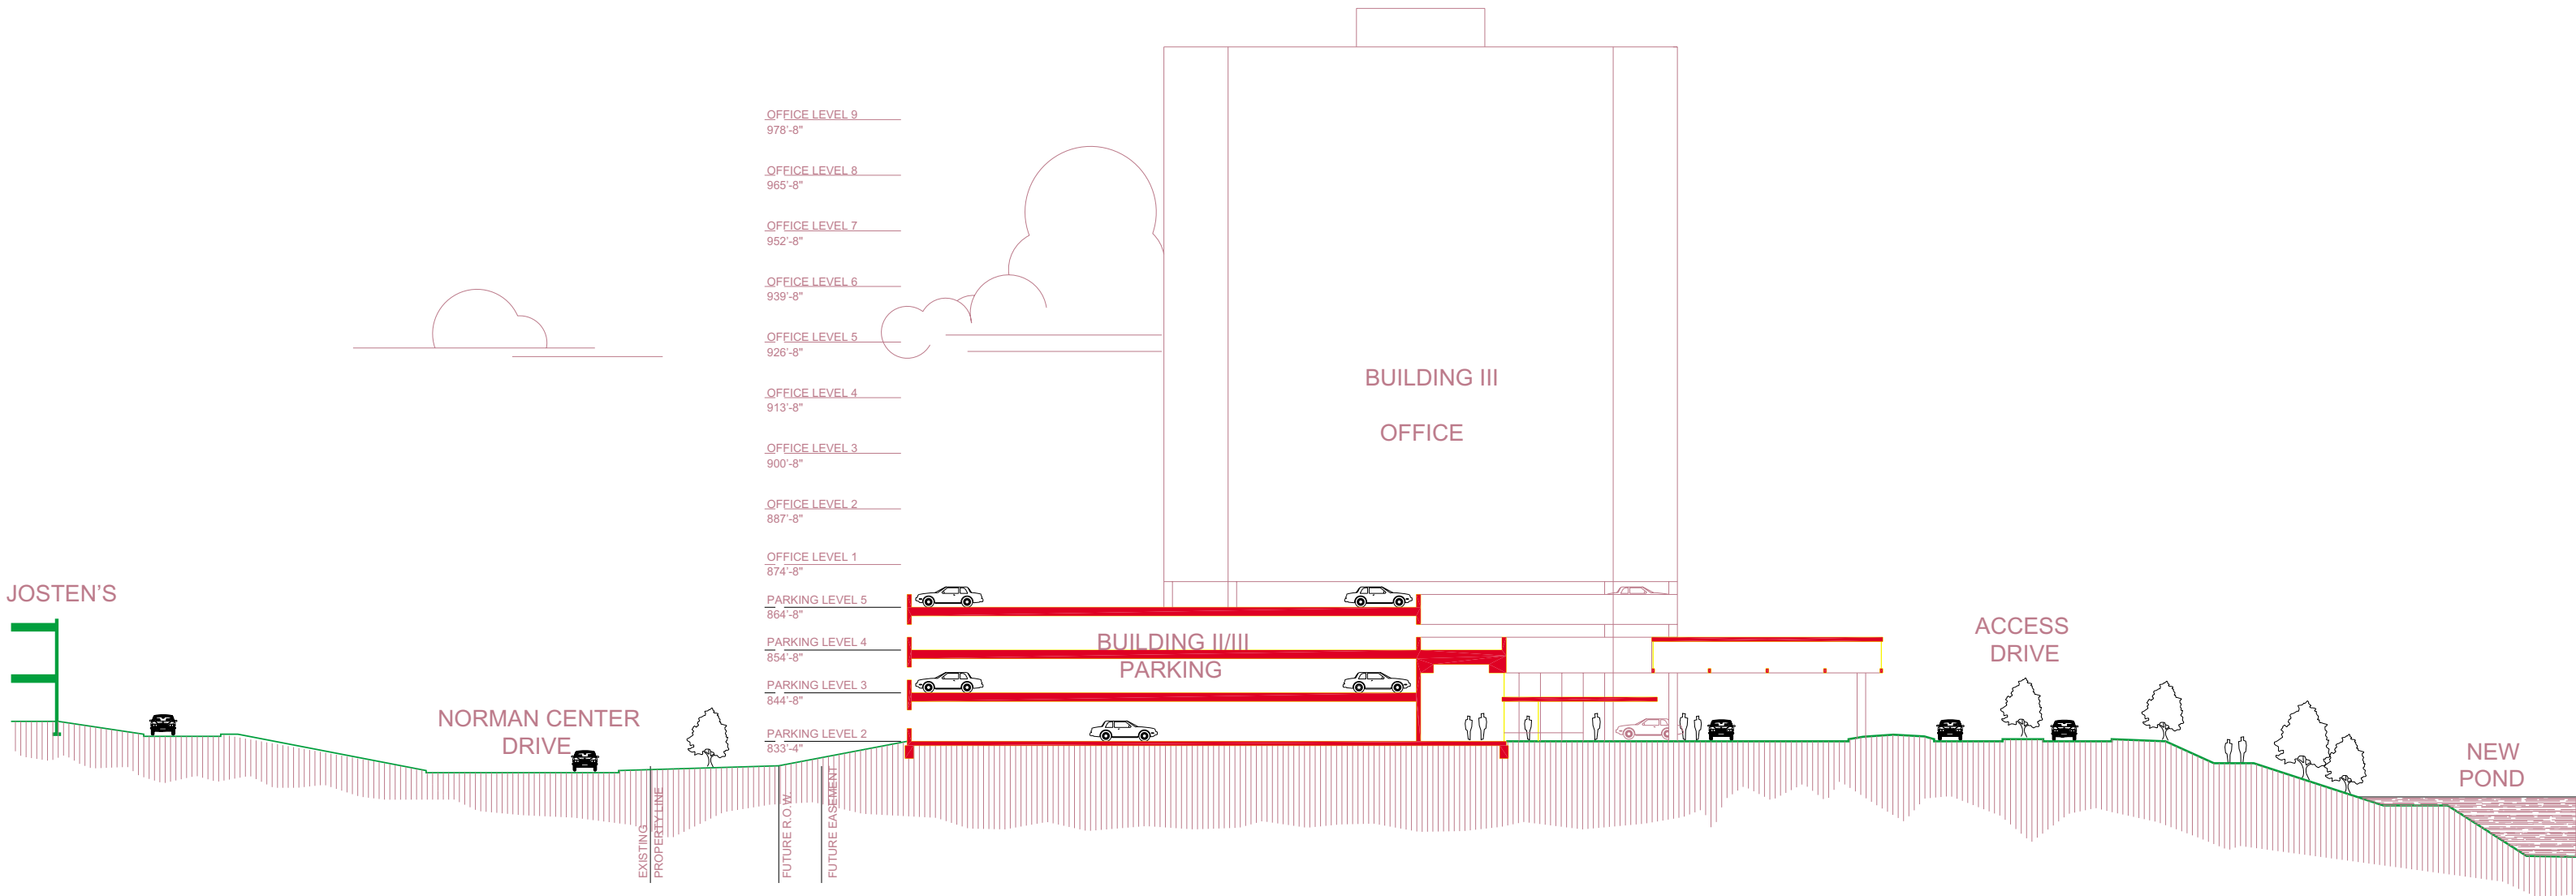 OFFICE LEVEL 9
978'-8"
OFFICE LEVEL 8
965'-8"
OFFICE LEVEL 7
952'-8"
OFFICE LEVEL 6
939'-8"
OFFICE LEVEL 5
926'-8"
OFFICE LEVEL 4
913'-8"
OFFICE LEVEL 3
900'-8"
OFFICE LEVEL 2
887'-8"
OFFICE LEVEL 1
874'-8"
PARKING LEVEL 5
864'-8"
PARKING LEVEL 4
854'-8"
PARKING LEVEL 3
844'-8"
PARKING LEVEL 2
833'-4"
BUILDING III
OFFICE
JOSTEN'S
NORMAN CENTER
DRIVE
BUILDING II/III
PARKING
ACCESS
DRIVE
NEW
POND
EXISTING
PROPERTY LINE
FUTURE R.O.W.
FUTURE EASEMENT